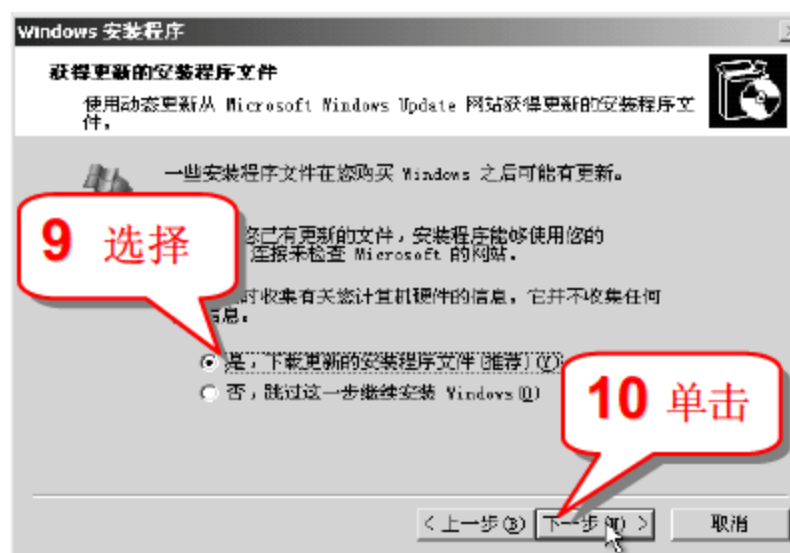 Windows 安装程序
获得更新的安装程序文件
使用动态更新从 Microsoft Windows Update 网站获得更新的安装程序文
件。
一些安装程序文件在您购买 Windows 之后可能有更新。
9 选择
您已有更新的文件，安装程序能够使用您的
连接来检查 Microsoft 的网站。
时收集有关您计算机硬件的信息。它并不收集任何
信息。
是，下载更新的安装程序文件(推荐)(Y)
否，跳过这一步继续安装 Windows(O)
10 单击
< 上一步(B)
下一步(N) >
取消